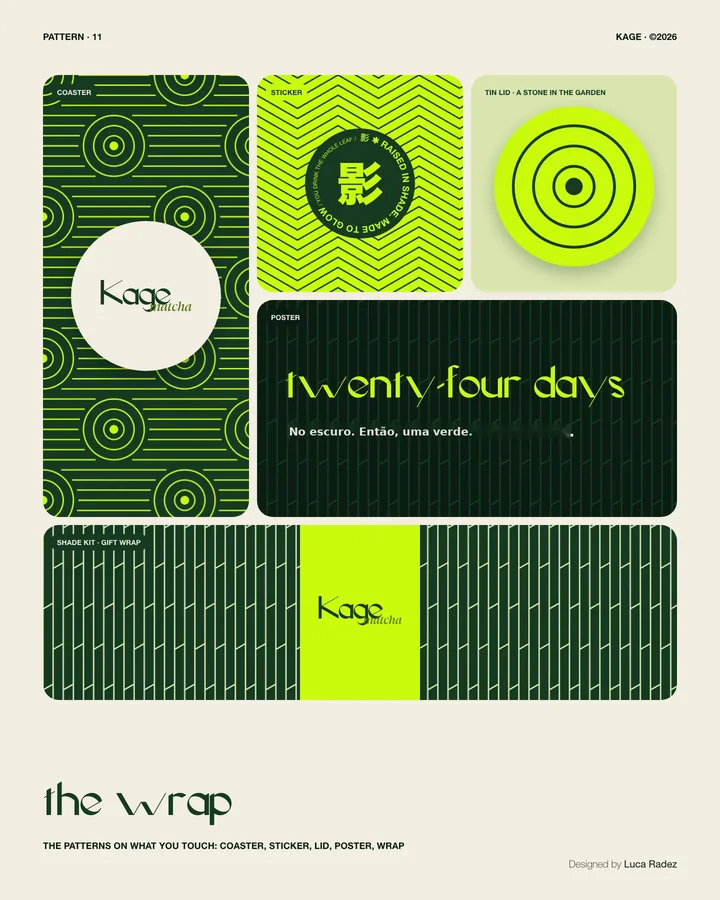 PATTERN · 11
KAGE · ©2026
COASTER
Kage
matcha
STICKER
影 ✱ RAISED IN SHADE. MADE TO GLOW / YOU DRINK THE WHOLE LEAF /
影
TIN LID · A STONE IN THE GARDEN
POSTER
twenty-four days
No escuro. Então, uma verde.
SHADE KIT · GIFT WRAP
Kage
matcha
the wrap
THE PATTERNS ON WHAT YOU TOUCH: COASTER, STICKER, LID, POSTER, WRAP
Designed by Luca Radez